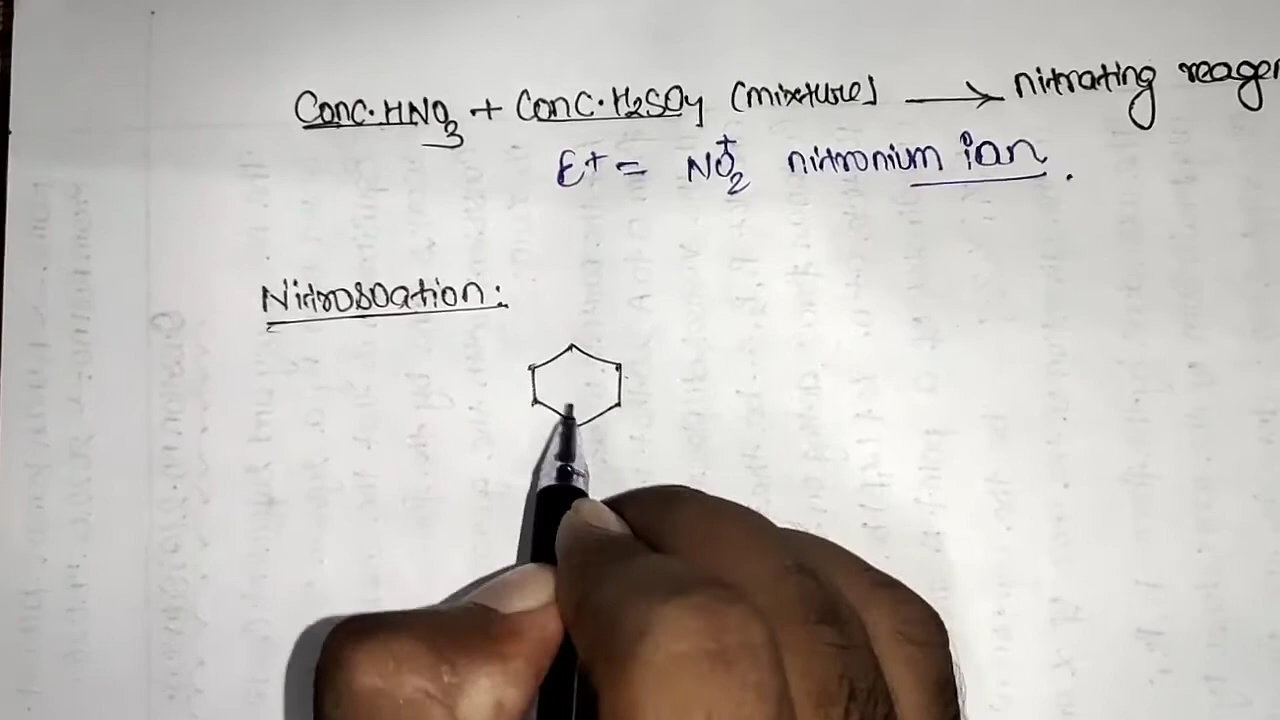 Conc. HNO3 + Conc. H2SO4 (mixture) → nitrating reagen
E+ = NO2+ nitronium ion.
Nitrosoation: